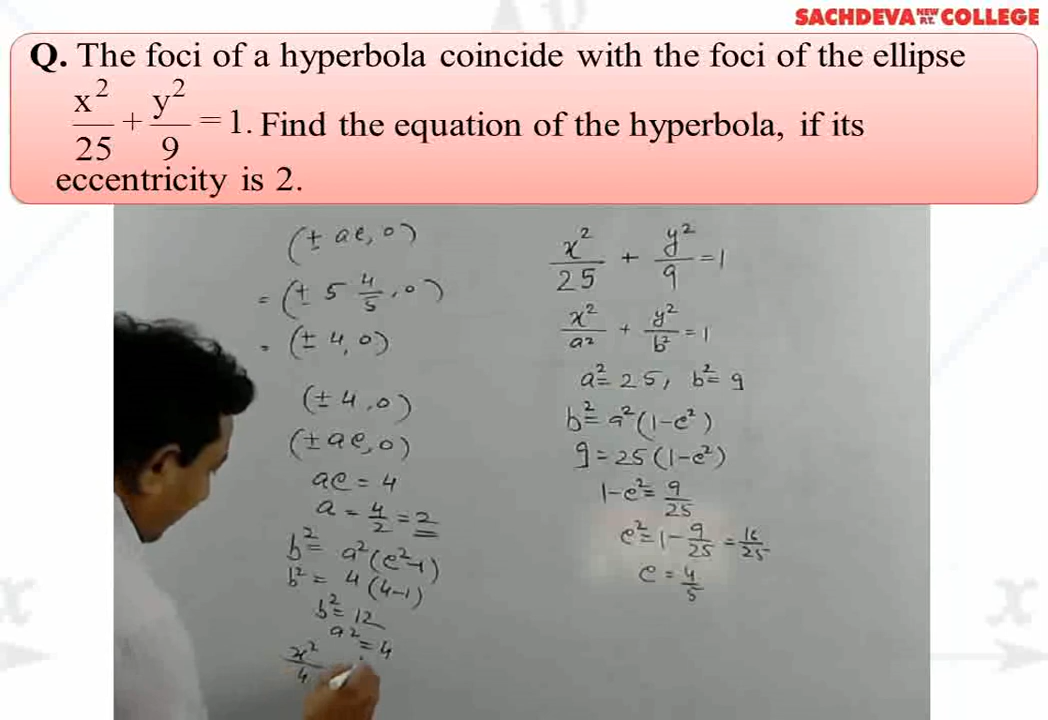 SACHDEVA NEW P.T. COLLEGE
Q. The foci of a hyperbola coincide with the foci of the ellipse
x²/25 + y²/9 = 1. Find the equation of the hyperbola, if its
eccentricity is 2.
(± ae, 0)
= (± 5 4/5, 0)
= (± 4, 0)
(± 4, 0)
(± ae, 0)
ae = 4
a = 4/2 = 2
b² = a²(e²-1)
b² = 4(4-1)
b² = 12
a² = 4
x²/4
x²/25 + y²/9 = 1
x²/a² + y²/b² = 1
a² = 25, b² = 9
b² = a²(1-e²)
9 = 25(1-e²)
1-e² = 9/25
e² = 1 - 9/25 = 16/25
e = 4/5